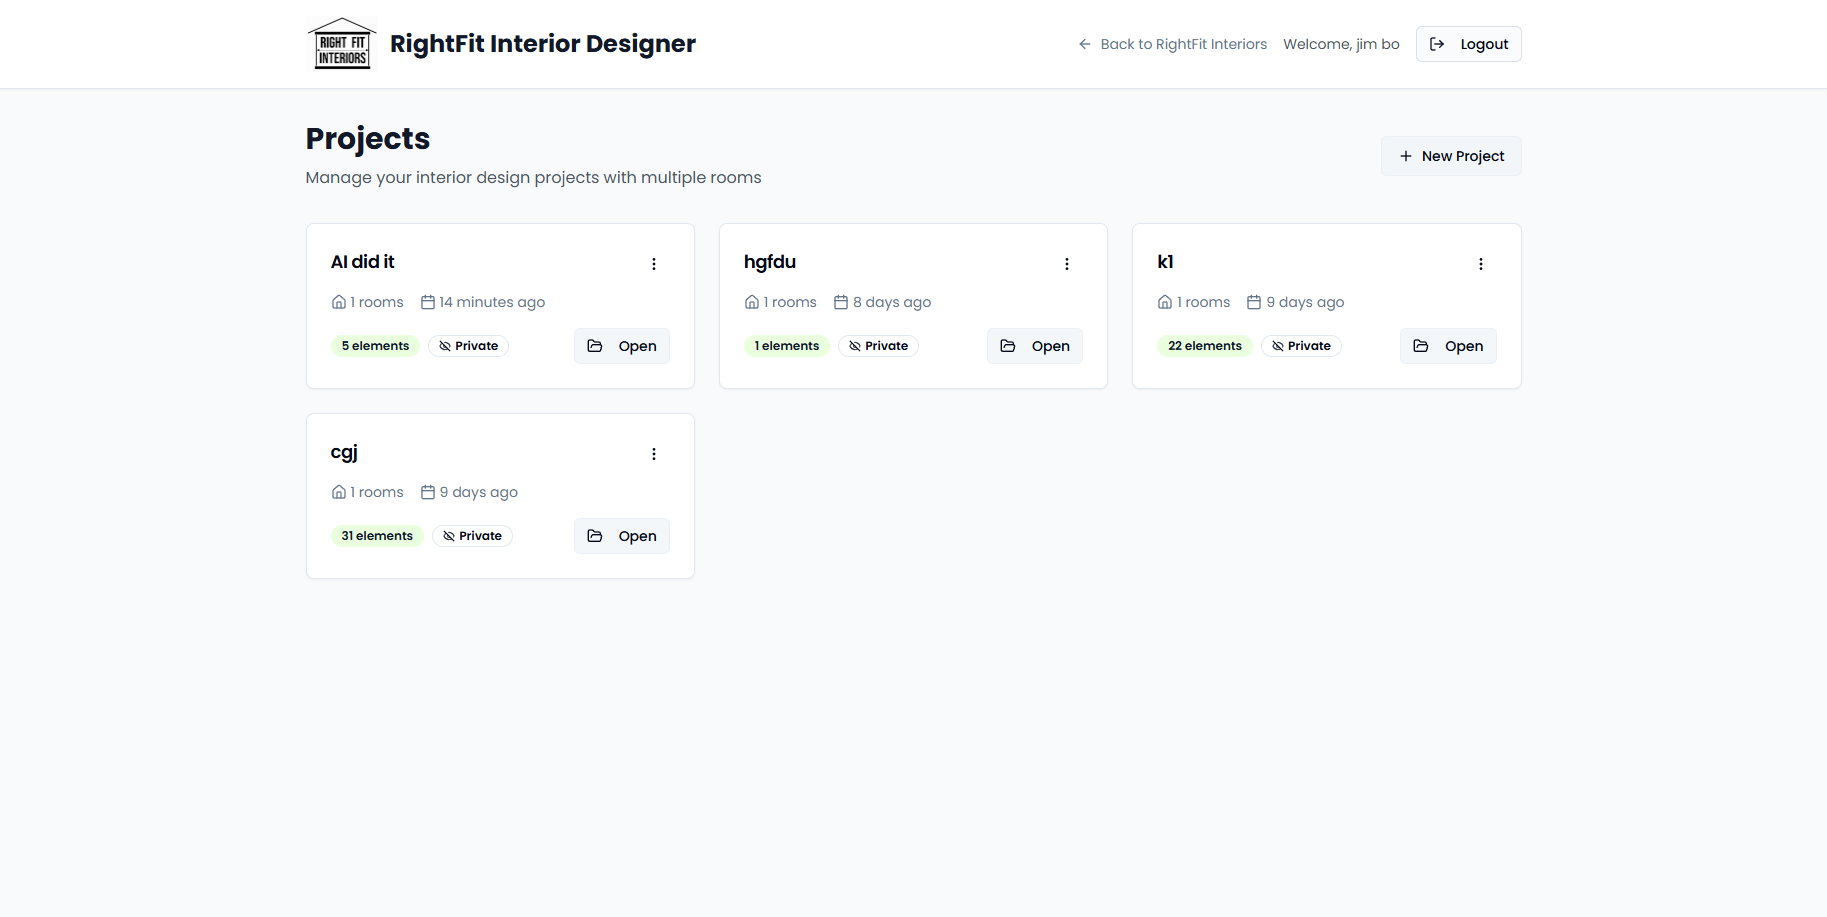 RIGHT FIT
INTERIORS
RightFit Interior Designer
Back to RightFit Interiors
Welcome, jim bo
Logout
Projects
Manage your interior design projects with multiple rooms
New Project
AI did it
1 rooms 14 minutes ago
5 elements Private Open
hgfdu
1 rooms 8 days ago
1 elements Private Open
k1
1 rooms 9 days ago
22 elements Private Open
cgj
1 rooms 9 days ago
31 elements Private Open